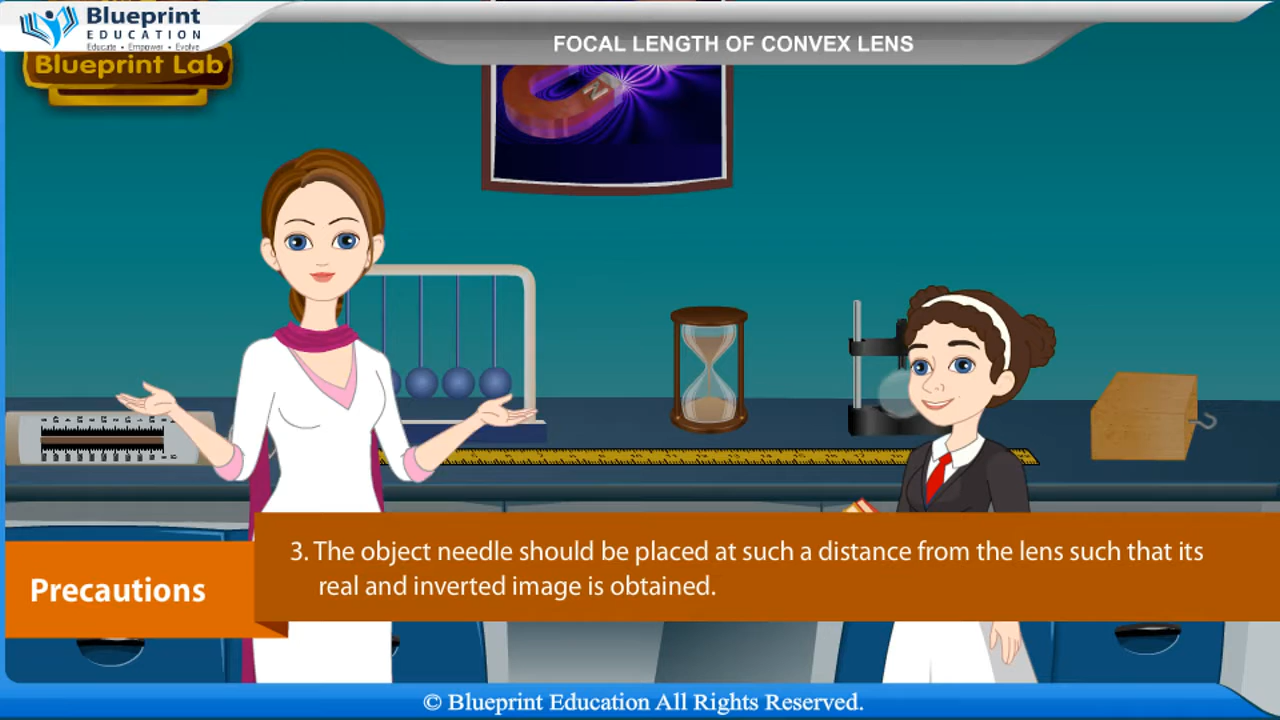 Blueprint
EDUCATION
Educate • Empower • Evolve
Blueprint Lab
FOCAL LENGTH OF CONVEX LENS
N
Precautions
3. The object needle should be placed at such a distance from the lens such that its
real and inverted image is obtained.
© Blueprint Education All Rights Reserved.